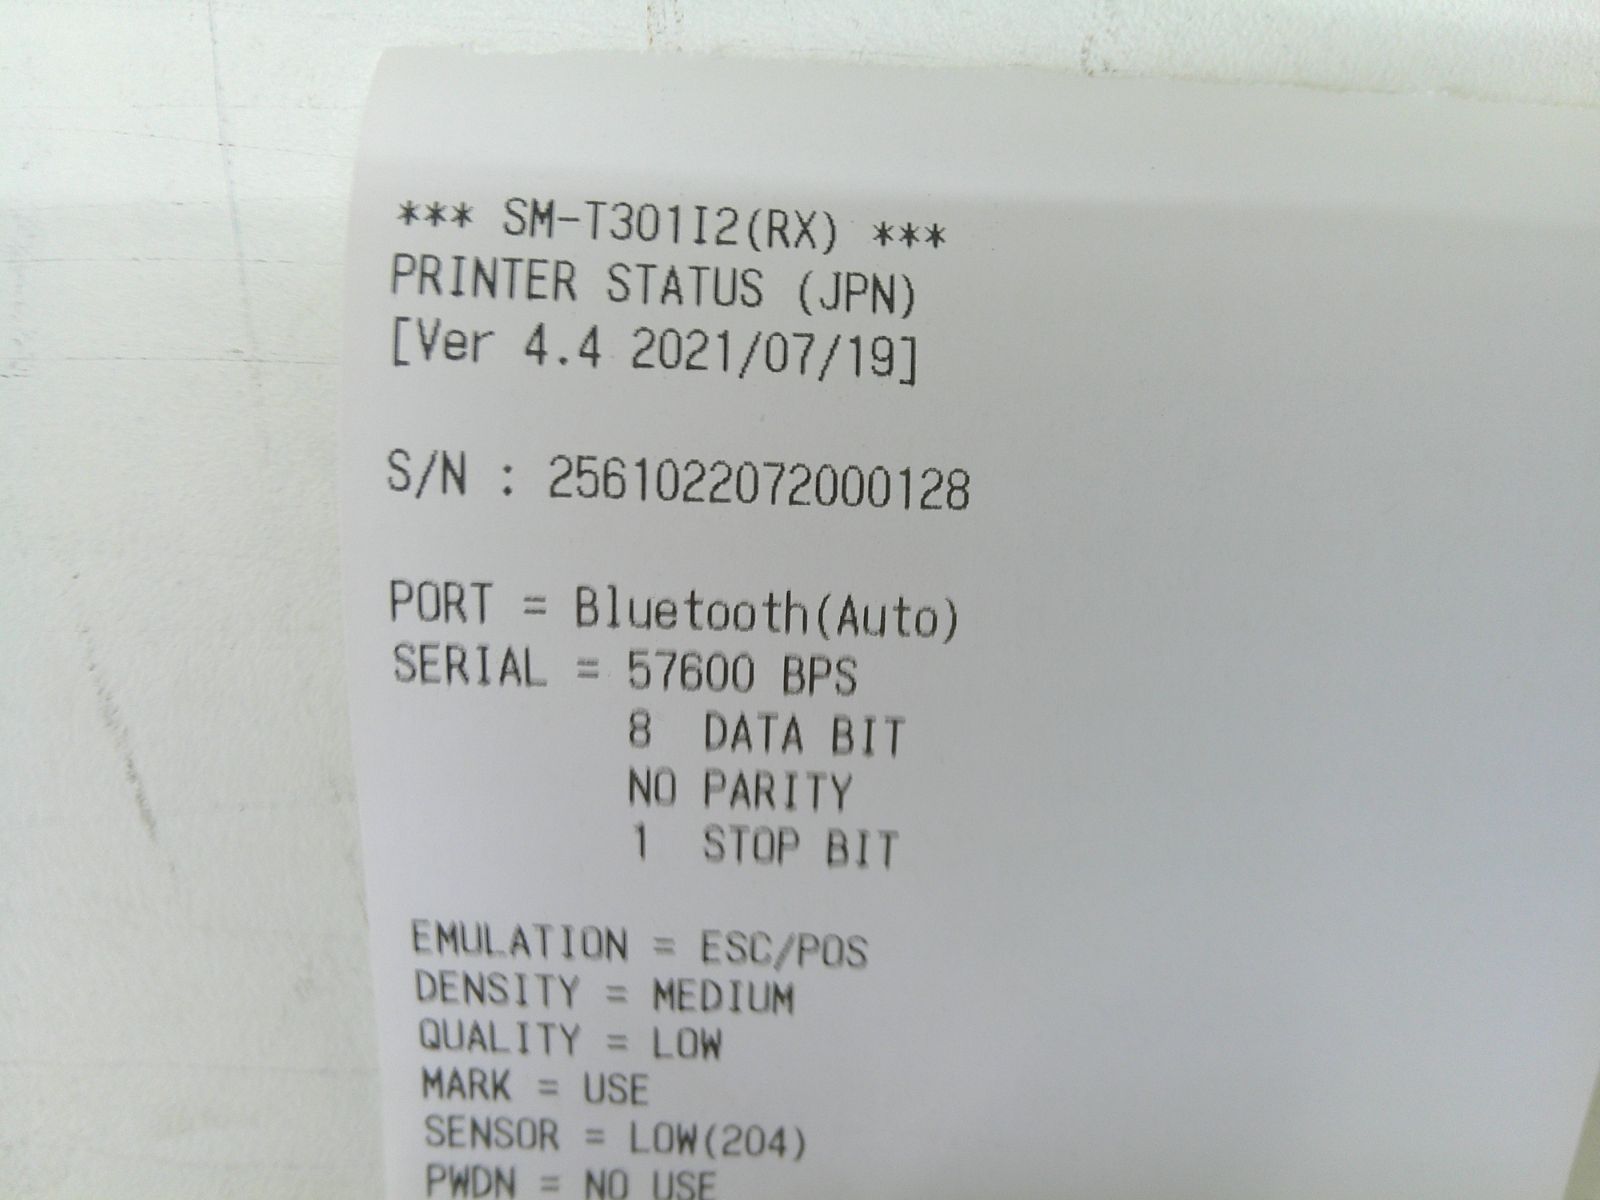 *** SM-T301I2(RX) ***
PRINTER STATUS (JPN)
[Ver 4.4 2021/07/19]
S/N : 2561022072000128
PORT = Bluetooth(Auto)
SERIAL = 57600 BPS
8 DATA BIT
NO PARITY
1 STOP BIT
EMULATION = ESC/POS
DENSITY = MEDIUM
QUALITY = LOW
MARK = USE
SENSOR = LOW(204)
PWDN = NO USE